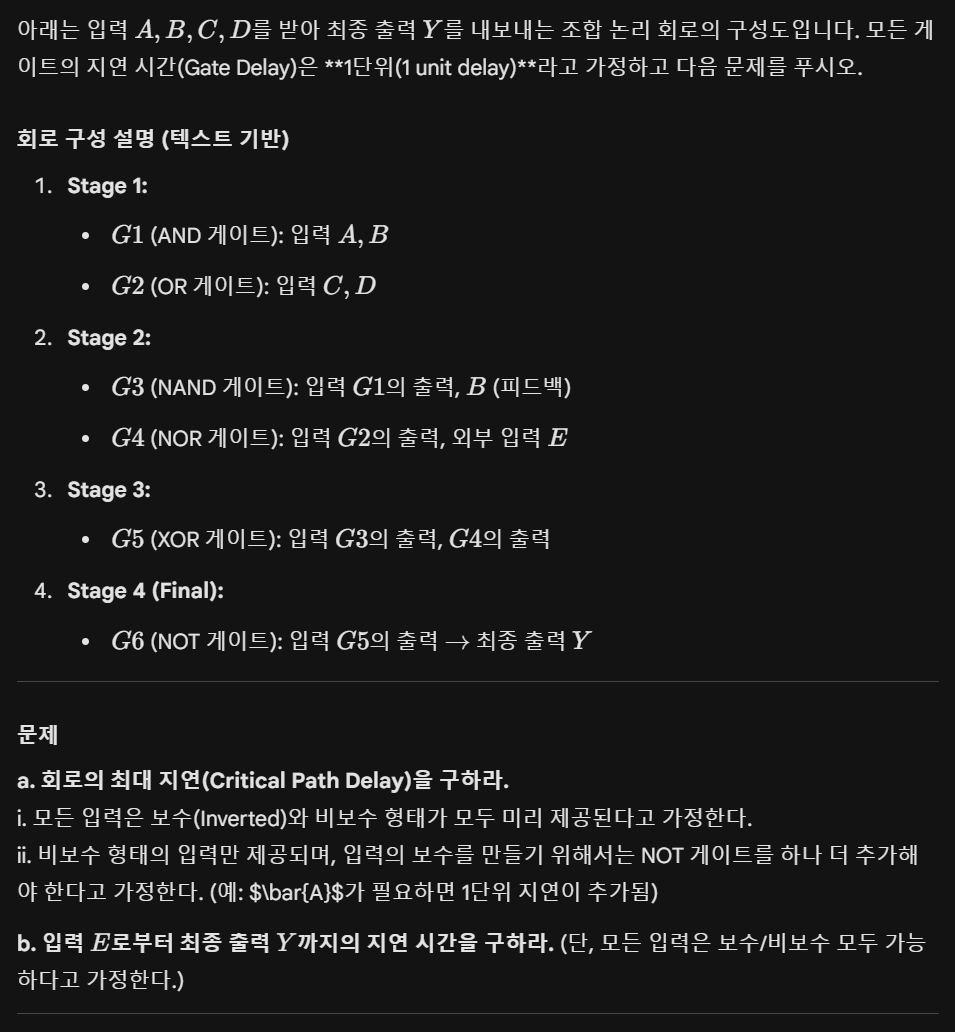 아래는 입력 A, B, C, D를 받아 최종 출력 Y를 내보내는 조합 논리 회로의 구성도입니다. 모든 게
이트의 지연 시간(Gate Delay)은 **1단위(1 unit delay)**라고 가정하고 다음 문제를 푸시오.
회로 구성 설명 (텍스트 기반)
1. Stage 1:
• G1 (AND 게이트): 입력 A, B
• G2 (OR 게이트): 입력 C, D
2. Stage 2:
• G3 (NAND 게이트): 입력 G1의 출력, B (피드백)
• G4 (NOR 게이트): 입력 G2의 출력, 외부 입력 E
3. Stage 3:
• G5 (XOR 게이트): 입력 G3의 출력, G4의 출력
4. Stage 4 (Final):
• G6 (NOT 게이트): 입력 G5의 출력 → 최종 출력 Y
문제
a. 회로의 최대 지연(Critical Path Delay)을 구하라.
i. 모든 입력은 보수(Inverted)와 비보수 형태가 모두 미리 제공된다고 가정한다.
ii. 비보수 형태의 입력만 제공되며, 입력의 보수를 만들기 위해서는 NOT 게이트를 하나 더 추가해
야 한다고 가정한다. (예: $\bar{A}$가 필요하면 1단위 지연이 추가됨)
b. 입력 E로부터 최종 출력 Y까지의 지연 시간을 구하라. (단, 모든 입력은 보수/비보수 모두 가능
하다고 가정한다.)